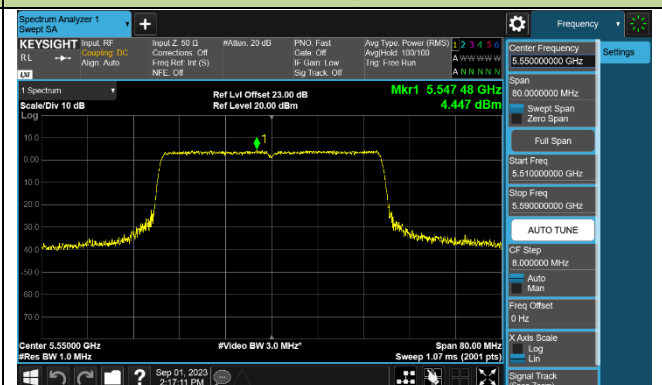 Spectrum Analyzer 1
Swept SA
+
Frequency
KEYSIGHT
Input: RF
Coupling: DC
Align: Auto
Input Z: 50 Ω
Corrections: Off
Freq Ref: Int (S)
NFE: Off
#Atten: 20 dB
PNO: Fast
Gate: Off
IF Gain: Low
Sig Track: Off
Avg Type: Power (RMS)
Avg|Hold: 100/100
Trig: Free Run
1 2 3 4 5 6
A W W W W W
A N N N N N
RL
LXI
Center Frequency
5.550000000 GHz
Settings
Span
80.0000000 MHz
Swept Span
Zero Span
Full Span
Start Freq
5.510000000 GHz
Stop Freq
5.590000000 GHz
AUTO TUNE
CF Step
8.000000 MHz
Auto
Man
Freq Offset
0 Hz
X Axis Scale
Log
Lin
Signal Track
1 Spectrum
Scale/Div 10 dB
Log
Ref Lvl Offset 23.00 dB
Ref Level 20.00 dBm
Mkr1 5.547 48 GHz
4.447 dBm
1
10.0
0.00
-10.0
-20.0
-30.0
-40.0
-50.0
-60.0
-70.0
Center 5.55000 GHz
#Res BW 1.0 MHz
#Video BW 3.0 MHz*
Span 80.00 MHz
Sweep 1.07 ms (2001 pts)
?
Sep 01, 2023
2:17:11 PM